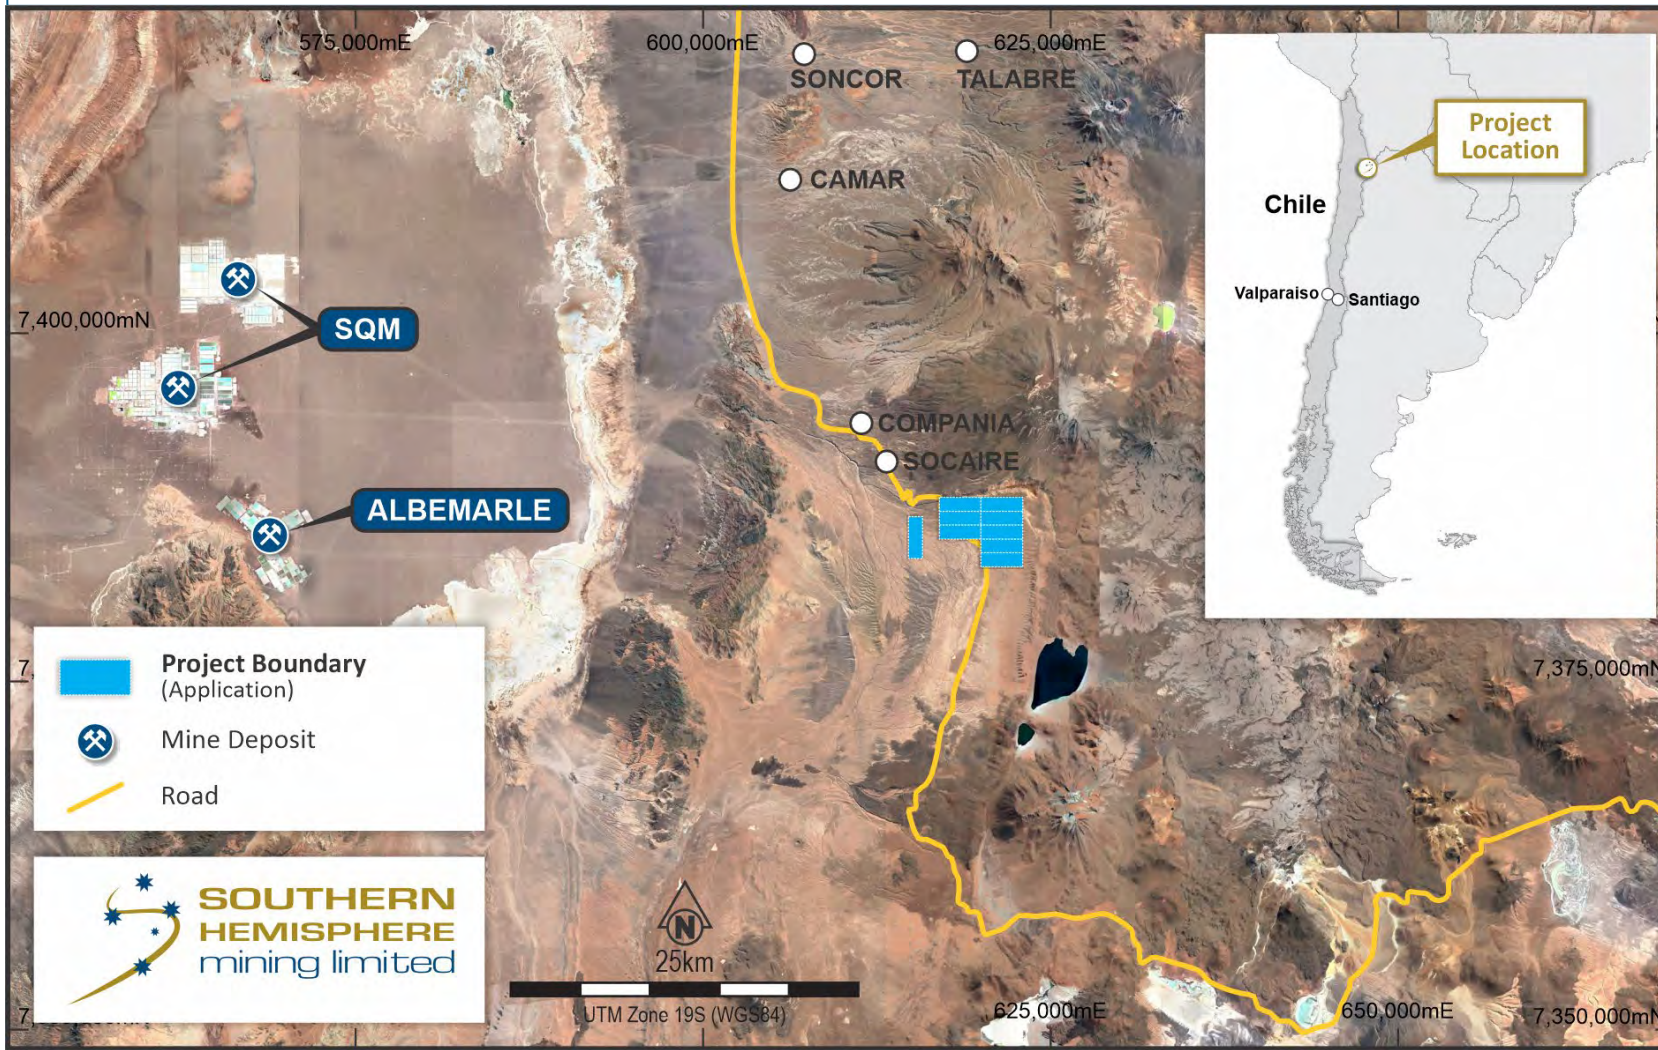 575,000mE
600,000mE
625,000mE
SONCOR
TALABRE
CAMAR
7,400,000mN
SQM
COMPANIA
SOCAIRE
ALBEMARLE
Project
Location
Chile
Valparaiso
Santiago
Project Boundary
(Application)
Mine Deposit
Road
7,375,000mN
SOUTHERN
HEMISPHERE
mining limited
N
25km
UTM Zone 19S (WGS84)
625,000mE
650,000mE
7,350,000mN